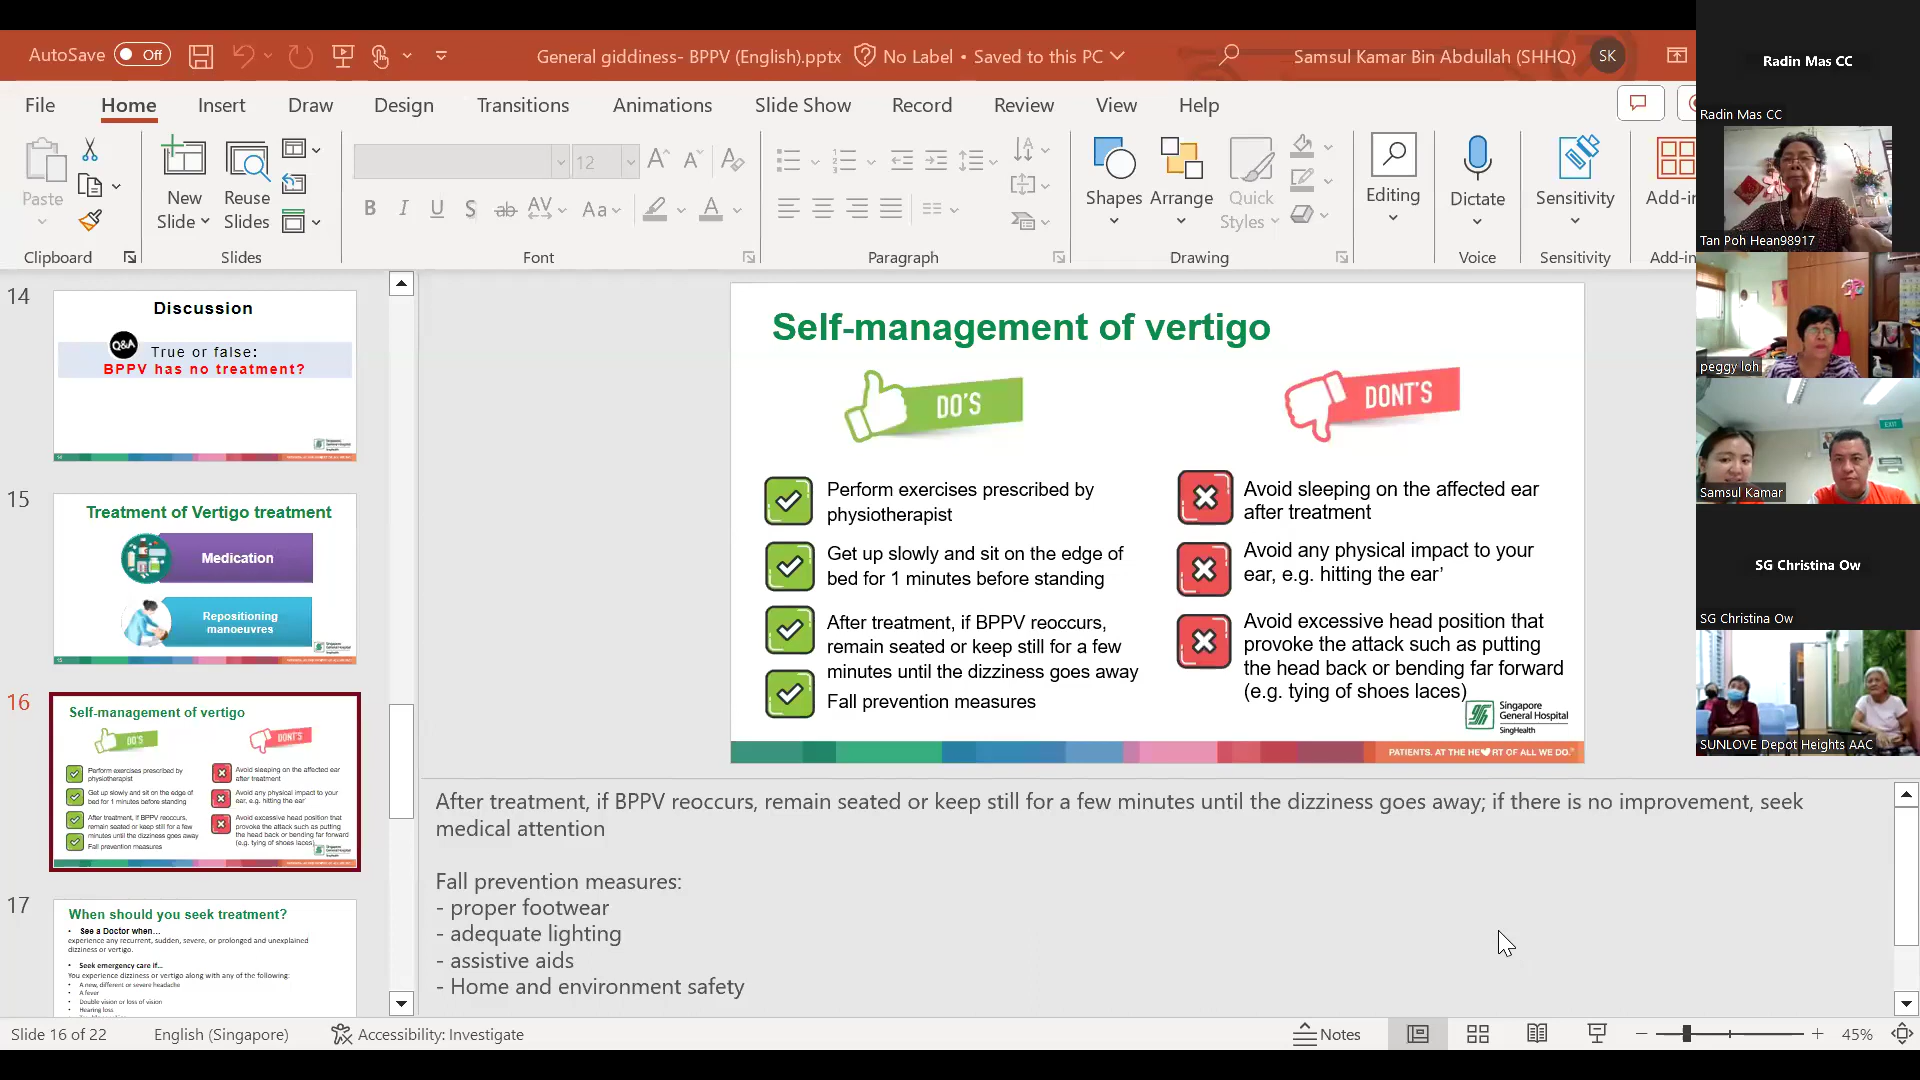 AutoSave Off
General giddiness- BPPV (English).pptx
No Label • Saved to this PC
Samsul Kamar Bin Abdullah (SHHQ)
SK
File Home Insert Draw Design Transitions Animations Slide Show Record Review View Help
Paste
Clipboard
New
Slide
Reuse
Slides
Slides
12
Font
Paragraph
Shapes
Arrange
Quick
Styles
Drawing
Editing
Dictate
Voice
Sensitivity
Sensitivity
Add-in
Add-in
14
Discussion
Q&A
True or false:
BPPV has no treatment?
15
Treatment of Vertigo treatment
Medication
Repositioning
manoeuvres
16
Self-management of vertigo
DO'S
DONT'S
Perform exercises prescribed by
physiotherapist
Get up slowly and sit on the edge of
bed for 1 minutes before standing
After treatment, if BPPV reoccurs,
remain seated or keep still for a few
minutes until the dizziness goes away
Fall prevention measures
Avoid sleeping on the affected ear
after treatment
Avoid any physical impact to your
ear, e.g. hitting the ear'
Avoid excessive head position that
provoke the attack such as putting
the head back or bending far forward
(e.g. tying of shoes laces)
17
When should you seek treatment?
• See a Doctor when...
experience any recurrent, sudden, severe, or prolonged and unexplained
dizziness or vertigo.
• Seek emergency care if...
You experience dizziness or vertigo along with any of the following:
• A new, different or severe headache
• A fever
• Double vision or loss of vision
• Hearing loss
Self-management of vertigo
DO'S
DONT'S
Perform exercises prescribed by
physiotherapist
Get up slowly and sit on the edge of
bed for 1 minutes before standing
After treatment, if BPPV reoccurs,
remain seated or keep still for a few
minutes until the dizziness goes away
Fall prevention measures
Avoid sleeping on the affected ear
after treatment
Avoid any physical impact to your
ear, e.g. hitting the ear'
Avoid excessive head position that
provoke the attack such as putting
the head back or bending far forward
(e.g. tying of shoes laces)
Singapore
General Hospital
SingHealth
PATIENTS. AT THE HE♥RT OF ALL WE DO.
After treatment, if BPPV reoccurs, remain seated or keep still for a few minutes until the dizziness goes away; if there is no improvement, seek
medical attention
Fall prevention measures:
- proper footwear
- adequate lighting
- assistive aids
- Home and environment safety
Slide 16 of 22
English (Singapore)
Accessibility: Investigate
Notes
45%
Radin Mas CC
Radin Mas CC
Tan Poh Hean98917
peggy loh
EXIT
Samsul Kamar
SG Christina Ow
SG Christina Ow
SUNLOVE Depot Heights AAC